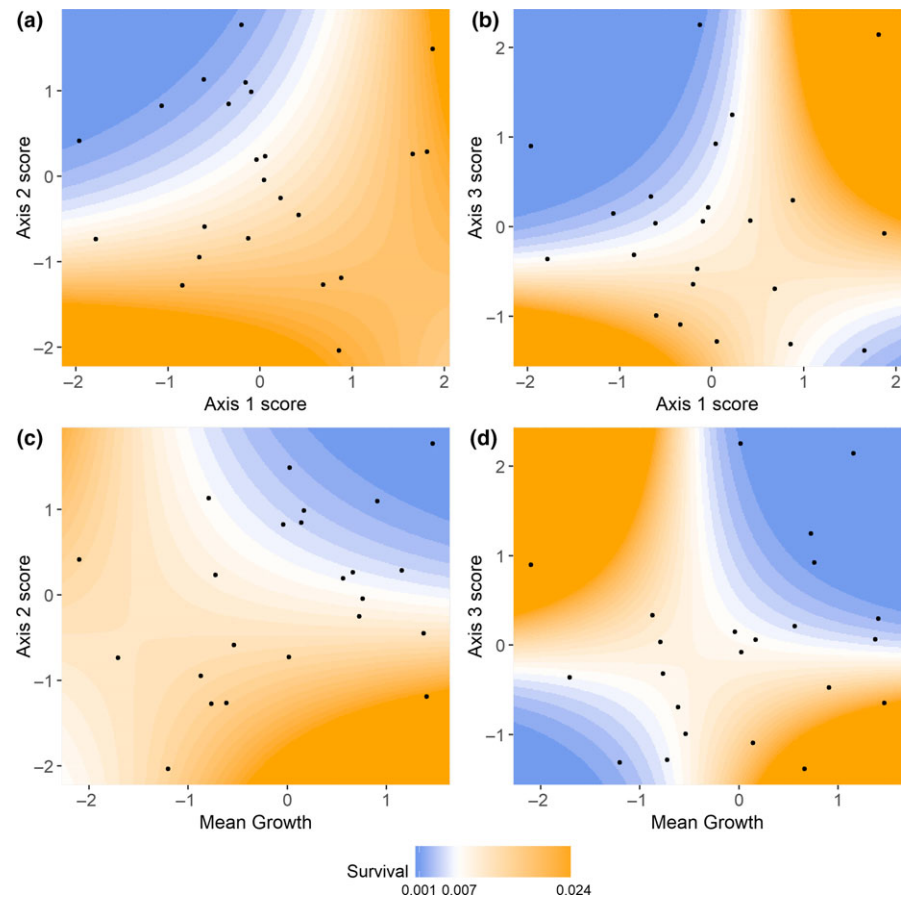 (a)
1
0
−1
−2
Axis 2 score
−2 −1 0 1 2
Axis 1 score
(b)
2
1
0
−1
Axis 3 score
−2 −1 0 1 2
Axis 1 score
(c)
1
0
−1
−2
Axis 2 score
−2 −1 0 1
Mean Growth
(d)
2
1
0
−1
Axis 3 score
−2 −1 0 1
Mean Growth
Survival
0.001 0.007 0.024